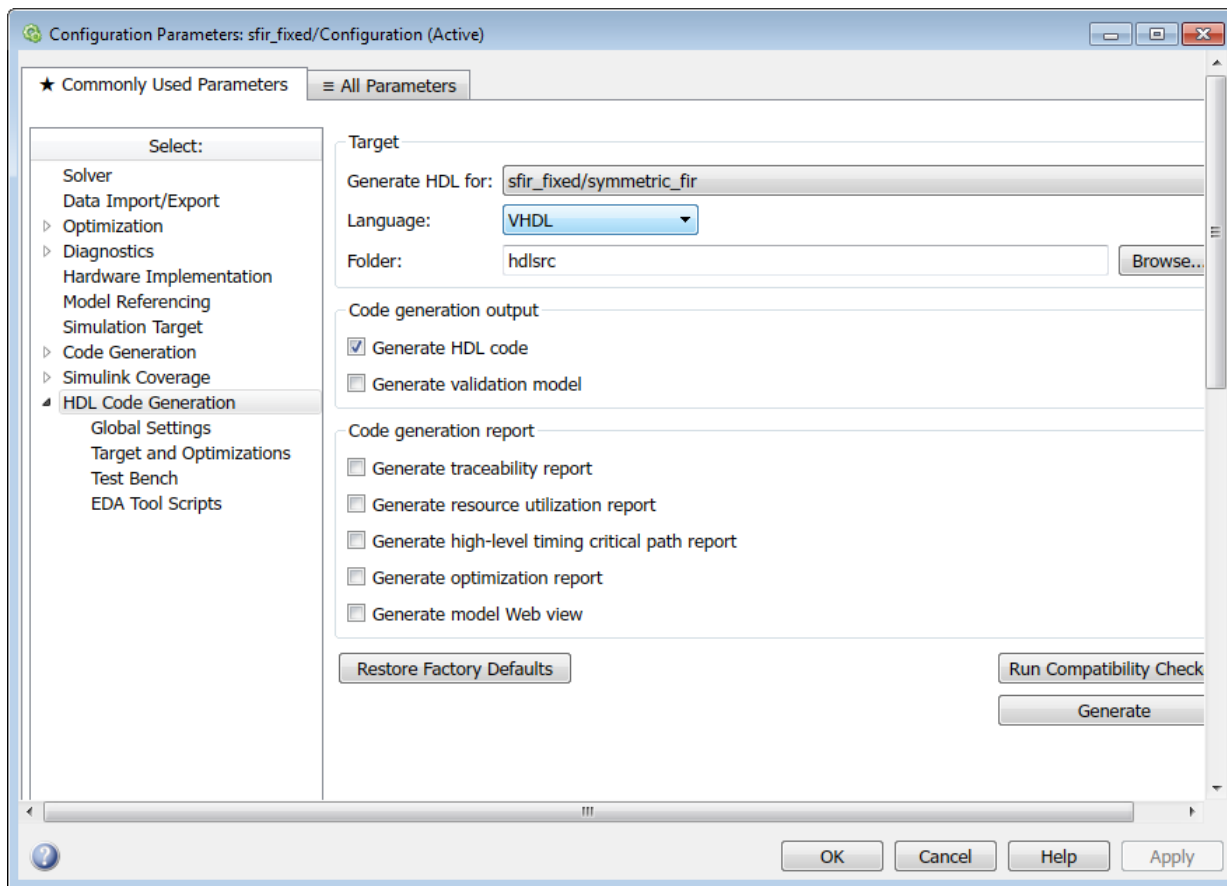 Configuration Parameters: sfir_fixed/Configuration (Active)
★ Commonly Used Parameters
≡ All Parameters
Select:
Solver
Data Import/Export
Optimization
Diagnostics
Hardware Implementation
Model Referencing
Simulation Target
Code Generation
Simulink Coverage
HDL Code Generation
Global Settings
Target and Optimizations
Test Bench
EDA Tool Scripts
Target
Generate HDL for: sfir_fixed/symmetric_fir
Language: VHDL
Folder: hdlsrc Browse...
Code generation output
Generate HDL code
Generate validation model
Code generation report
Generate traceability report
Generate resource utilization report
Generate high-level timing critical path report
Generate optimization report
Generate model Web view
Restore Factory Defaults Run Compatibility Check
Generate
OK Cancel Help Apply